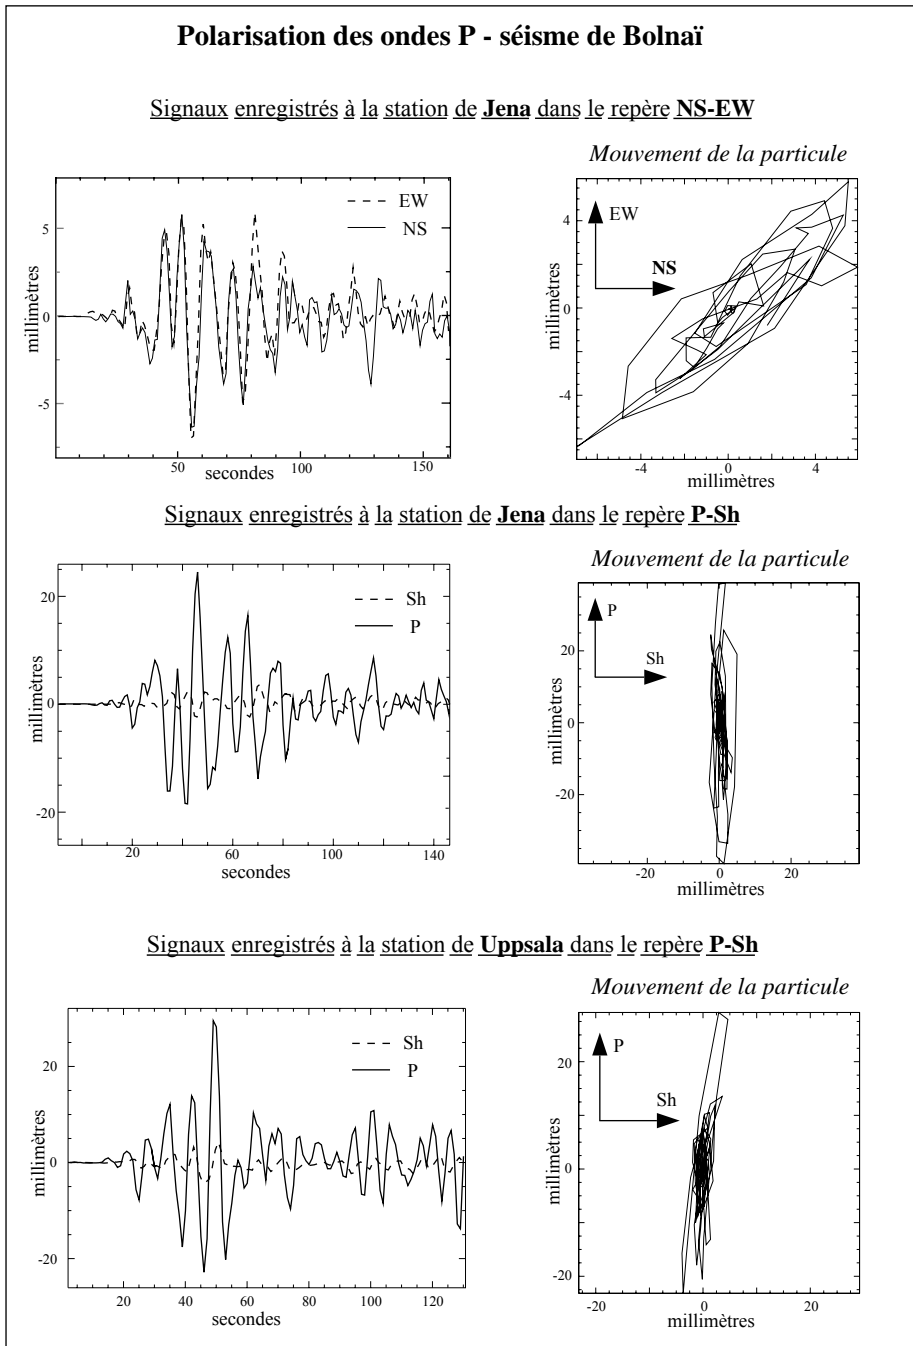 Polarisation des ondes P - séisme de Bolnaï
Signaux enregistrés à la station de Jena dans le repère NS-EW
Mouvement de la particule
EW
NS
millimètres
5
0
-5
50
100
150
secondes
EW
NS
millimètres
4
0
-4
-4
0
4
millimètres
Signaux enregistrés à la station de Jena dans le repère P-Sh
Mouvement de la particule
Sh
P
millimètres
20
0
-20
20
60
100
140
secondes
P
Sh
millimètres
20
0
-20
-20
0
20
millimètres
Signaux enregistrés à la station de Uppsala dans le repère P-Sh
Mouvement de la particule
Sh
P
millimètres
20
0
-20
20
40
60
80
100
120
secondes
P
Sh
millimètres
20
10
0
-10
-20
-20
0
20
millimètres